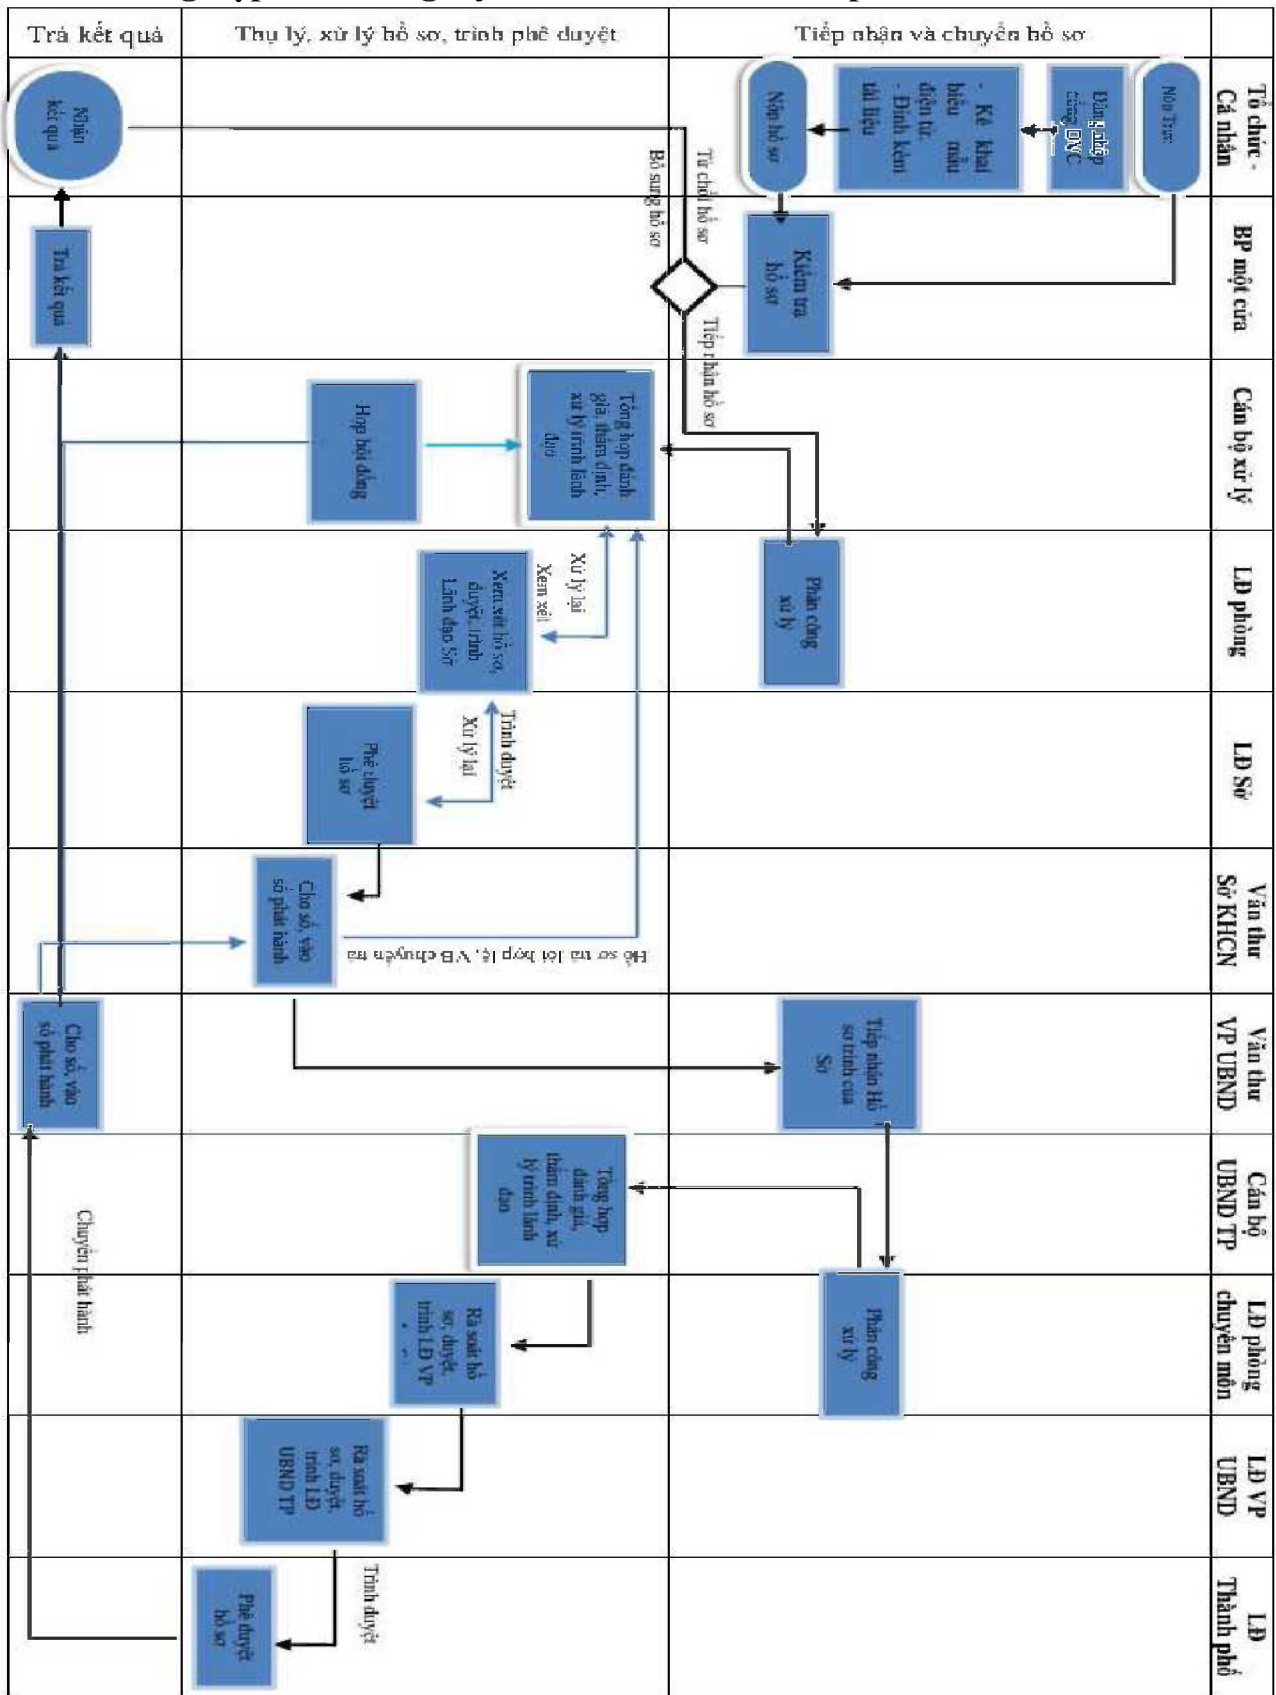 Trả kết quả
Thụ lý, xử lý hồ sơ, trình phê duyệt
Tiếp nhận và chuyển hồ sơ
Tổ chức -
Cá nhân
Nộp Trực
Đăng nhập
cổng DVC
- Kê khai
biểu mẫu
điện tử.
- Đính kèm
tài liệu
Nộp hồ sơ
Từ chối hồ sơ
Bổ sung hồ sơ
Nhận
kết quả
BP một cửa
Kiểm tra
hồ sơ
Tiếp nhận hồ sơ
Trả kết quả
Cán bộ xử lý
Tổng hợp đánh
giá, thẩm định,
xử lý trình lãnh
đạo
Họp hội đồng
LĐ phòng
Phân công
xử lý
Xử lý lại
Xem xét
Xem xét hồ sơ,
duyệt, trình
Lãnh đạo Sở
LĐ Sở
Trình duyệt
Xử lý lại
Phê duyệt
hồ sơ
Văn thư
Sở KHCN
Cho số, vào
sổ phát hành
Hồ sơ trả lời hợp lệ, VB chuyển trả
Văn thư
VP UBND
Tiếp nhận Hồ
sơ trình của
Sở
Cho số, vào
sổ phát hành
Cán bộ
UBND TP
Tổng hợp
đánh giá,
thẩm định, xử
lý trình lãnh
đạo
Chuyển phát hành
LĐ phòng
chuyên môn
Phân công
xử lý
Rà soát hồ
sơ, duyệt,
trình LĐ VP
LĐ VP
UBND
Rà soát hồ
sơ, duyệt,
trình LĐ
UBND TP
LĐ
Thành phố
Trình duyệt
Phê duyệt
hồ sơ